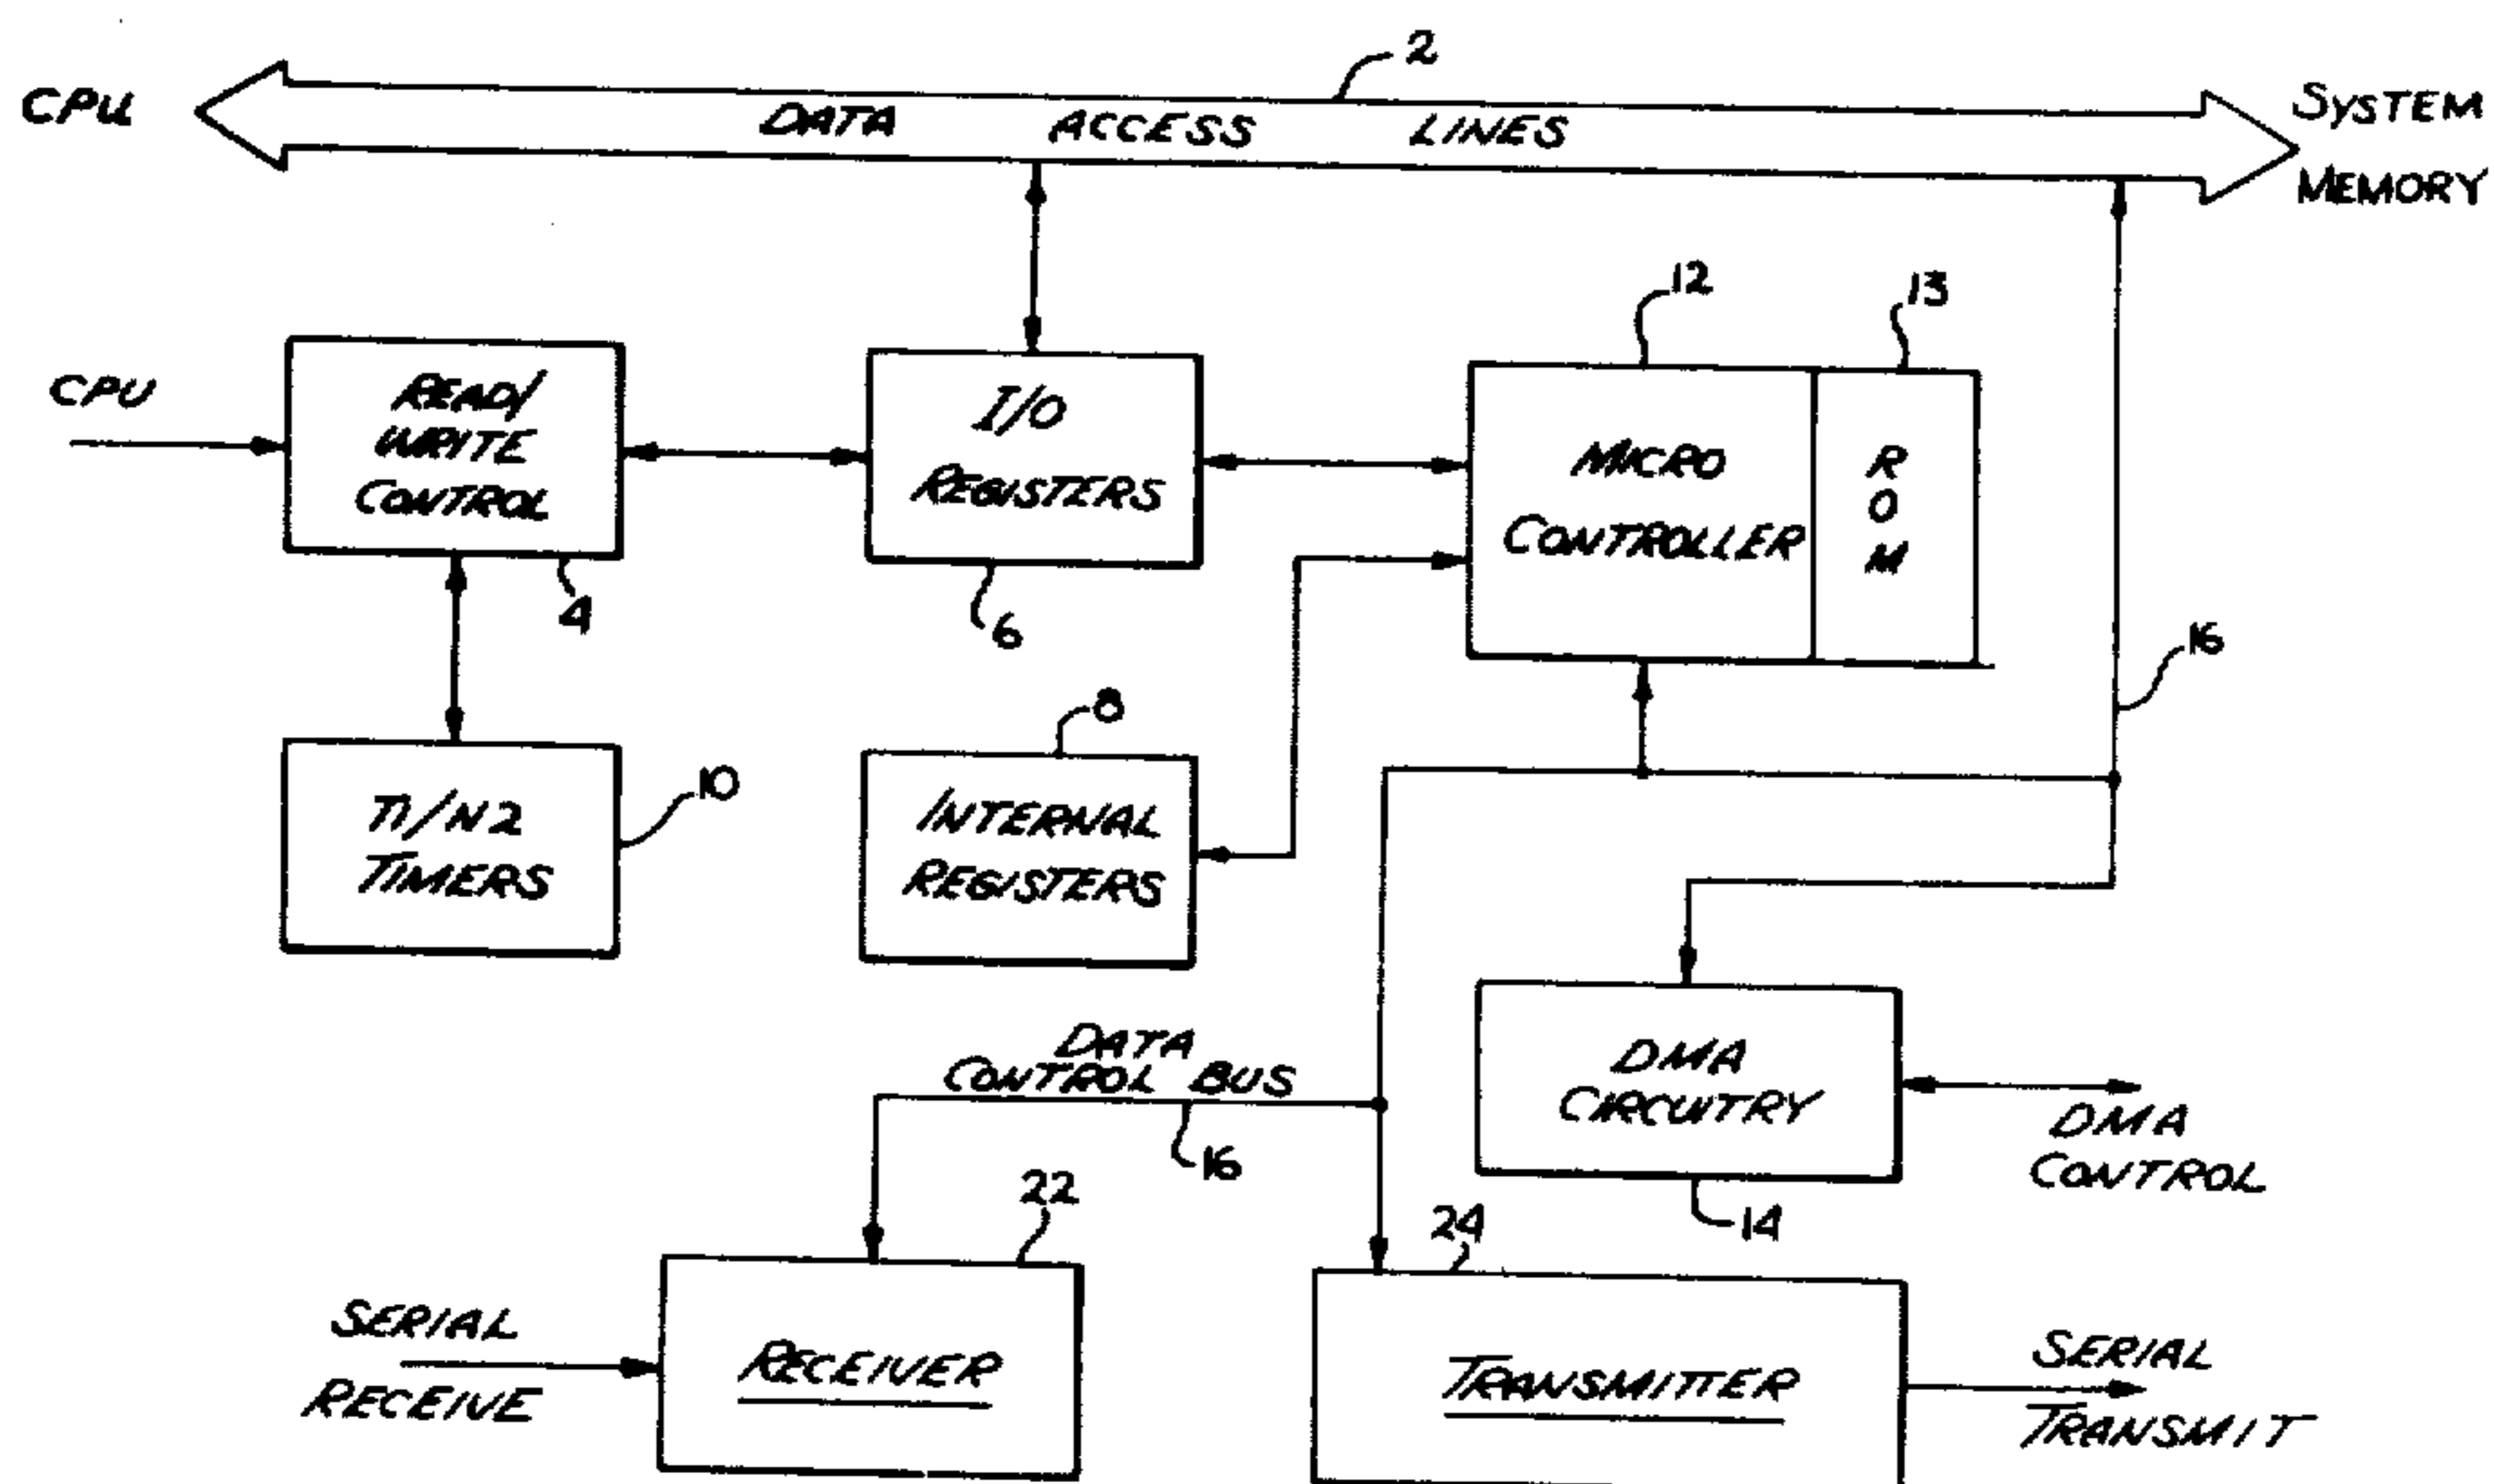 2
CPU
DATA ACCESS LINES
SYSTEM
MEMORY
12
13
CPU
READ/
WRITE
CONTROL
4
I/O
REGISTERS
6
MICRO
CONTROLLER
R
O
M
16
8
10
T1/N2
TIMERS
INTERNAL
REGISTERS
DATA
CONTROL BUS
16
DMA
CIRCUITRY
14
DMA
CONTROL
22
24
SERIAL
RECEIVE
RECEIVER
TRANSMITTER
SERIAL
TRANSMIT